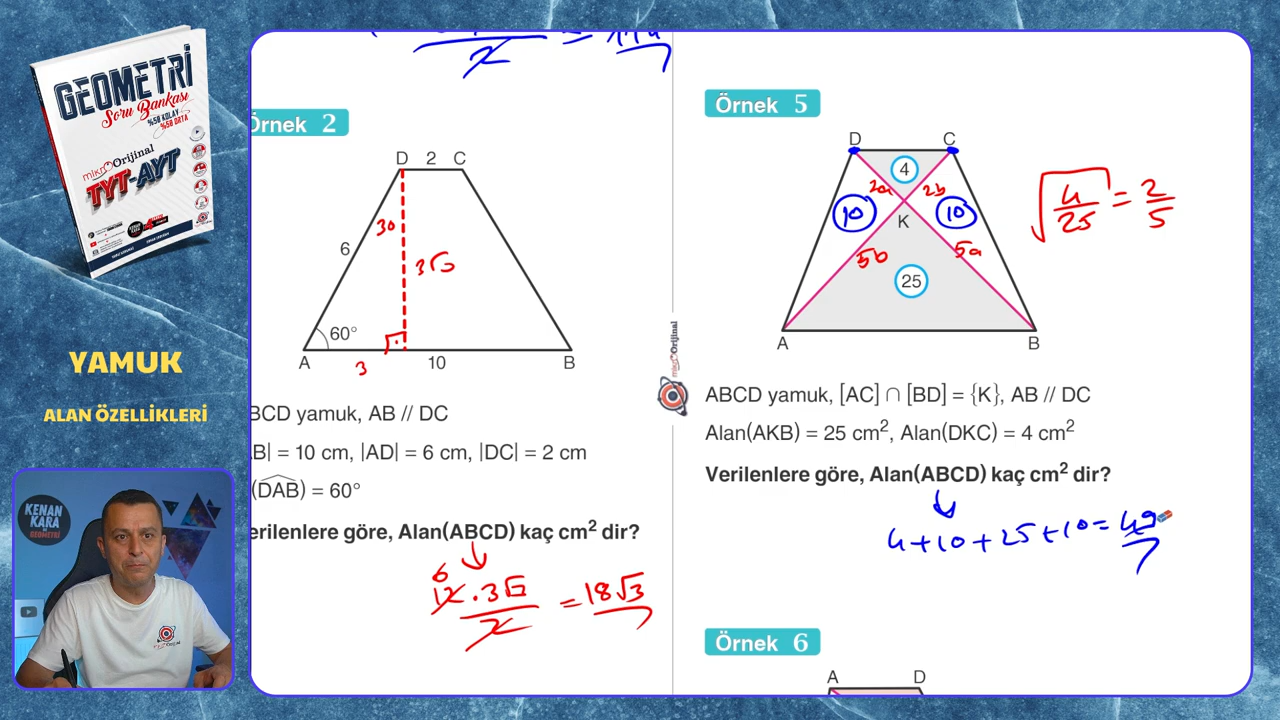 GEOMETRİ
Soru Bankası
%50 KOLAY
%50 ORTA
mikro Orijinal
TYT-AYT
YAMUK
ALAN ÖZELLİKLERİ
KENAN
KARA
GEOMETRİ
Örnek 2
D 2 C
30
6
3√3
60°
A 3 10 B
BCD yamuk, AB // DC
B| = 10 cm, |AD| = 6 cm, |DC| = 2 cm
(DAB) = 60°
erilenlere göre, Alan(ABCD) kaç cm² dir?
6
12 . 3√3 / 2 = 18√3
mikro Orijinal
Örnek 5
D C
4
2a 2b
10 10
K
5b 5a
25
A B
√4/25 = 2/5
ABCD yamuk, [AC] ∩ [BD] = {K}, AB // DC
Alan(AKB) = 25 cm², Alan(DKC) = 4 cm²
Verilenlere göre, Alan(ABCD) kaç cm² dir?
4+10+25+10=49
Örnek 6
A D